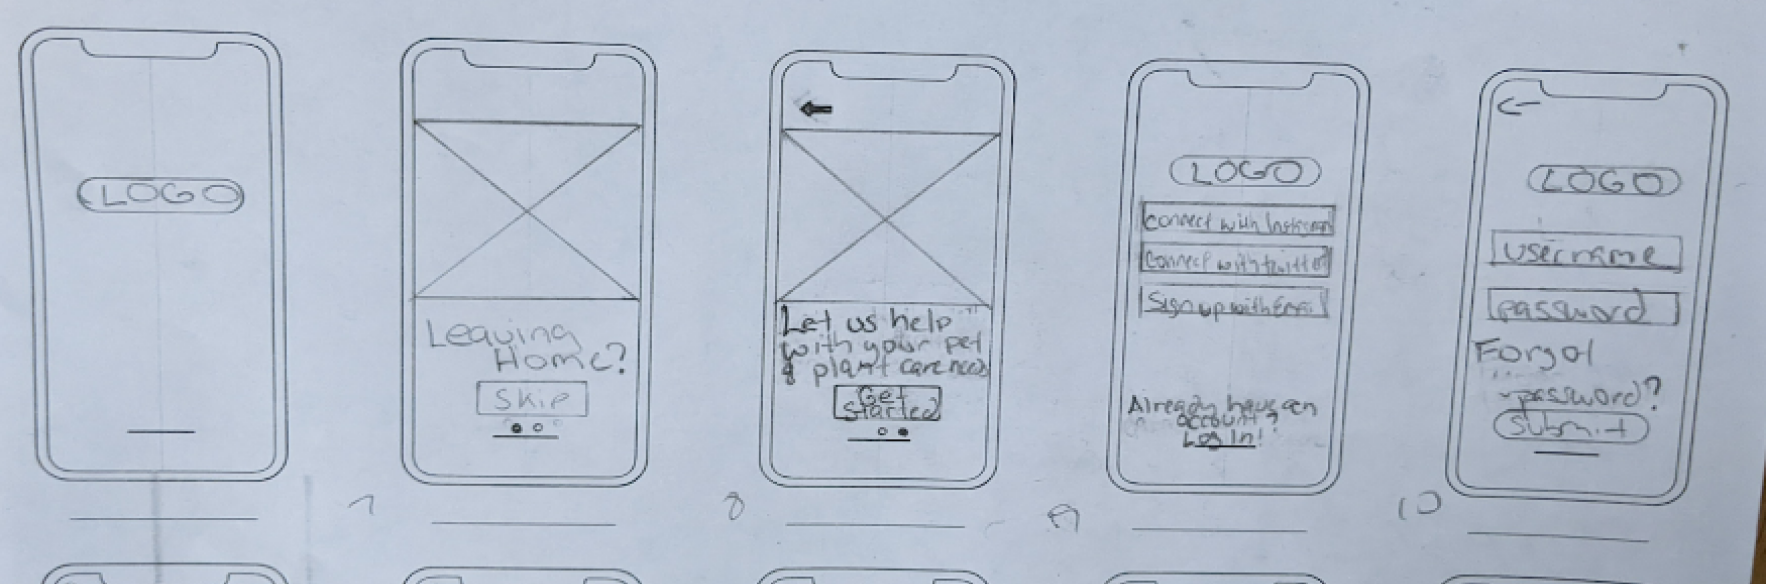 LOGO
Leaving
Home?
Skip
Let us help
with your pet
& plant care needs
Get
Started
LOGO
connect with Instagram
Connect with twitter
Sign up with Email
Already have an
account?
Log In!
LOGO
username
password
Forgot
password?
Submit
7
8
9
10